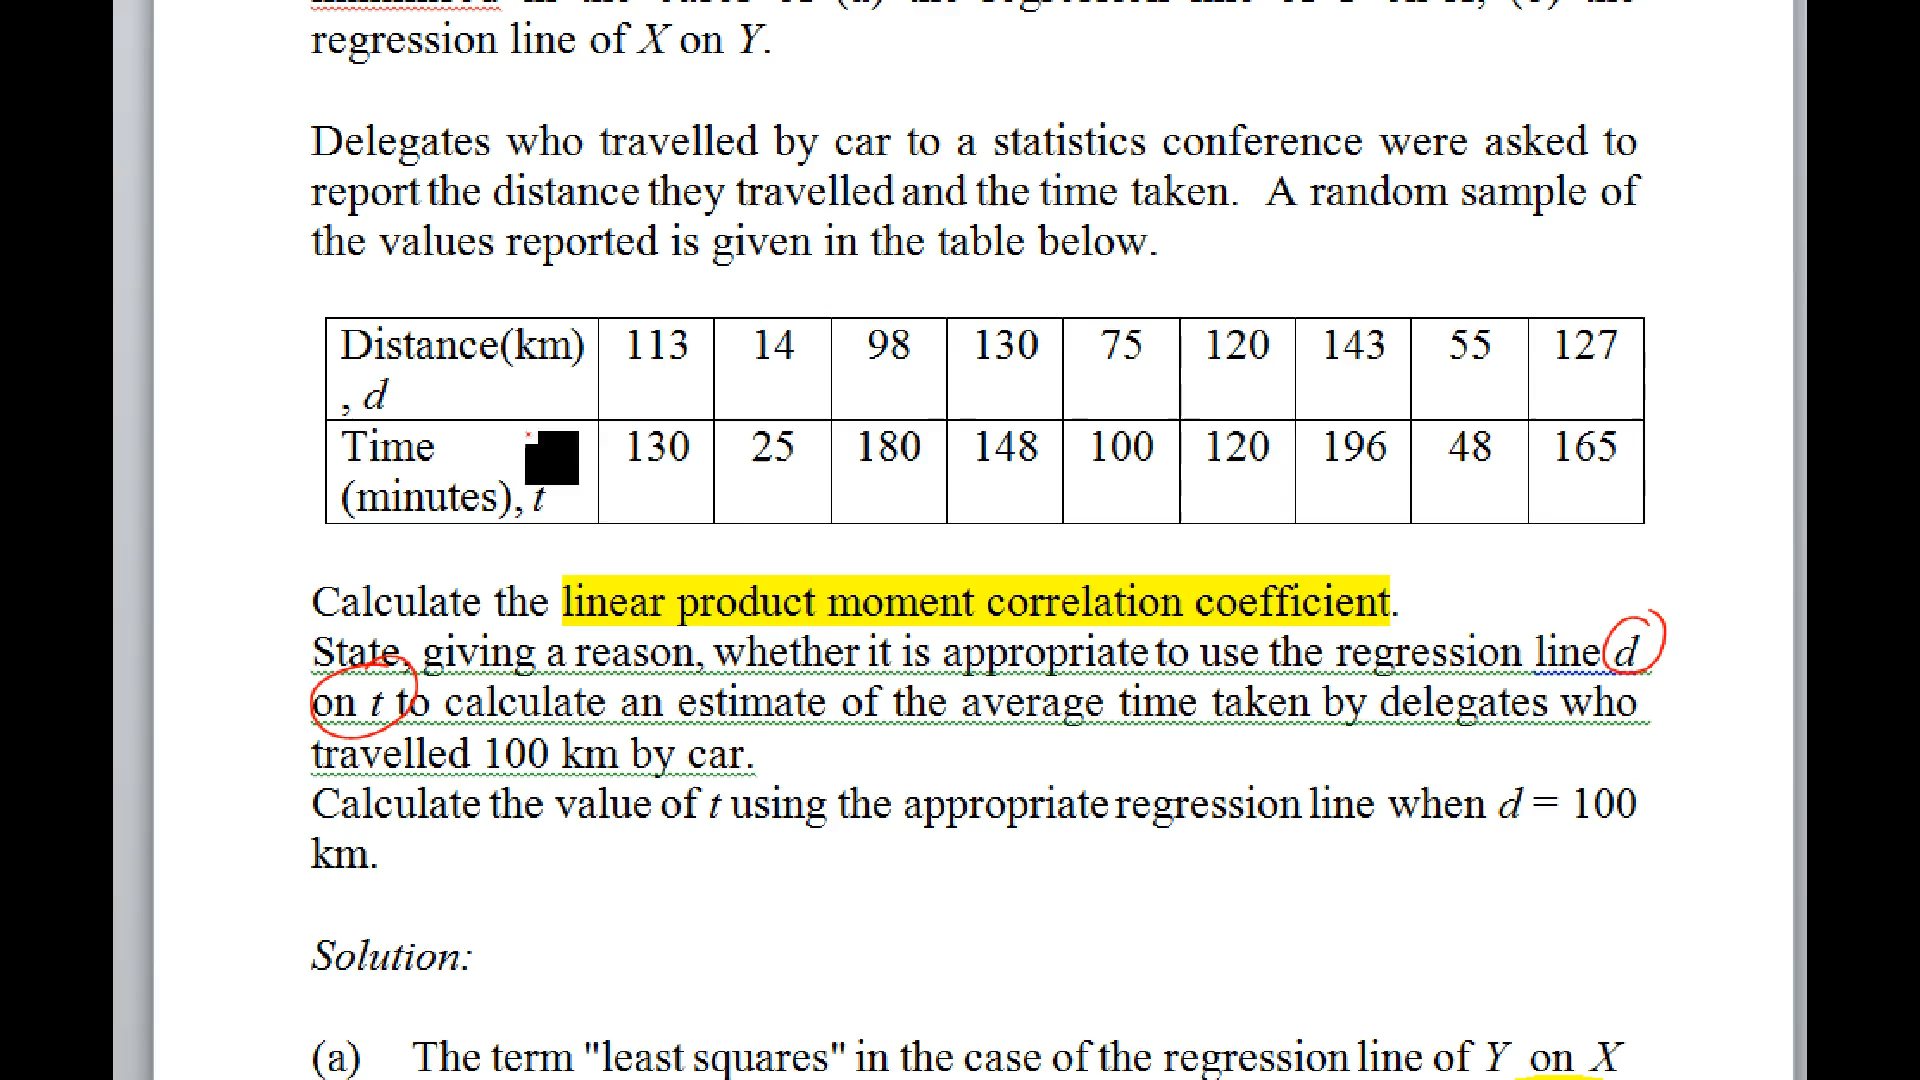 regression line of X on Y.
Delegates who travelled by car to a statistics conference were asked to
report the distance they travelled and the time taken. A random sample of
the values reported is given in the table below.
Distance(km) 113 14 98 130 75 120 143 55 127
, d
Time 130 25 180 148 100 120 196 48 165
(minutes), t
Calculate the linear product moment correlation coefficient.
State, giving a reason, whether it is appropriate to use the regression line d
on t to calculate an estimate of the average time taken by delegates who
travelled 100 km by car.
Calculate the value of t using the appropriate regression line when d = 100
km.
Solution:
(a) The term "least squares" in the case of the regression line of Y on X